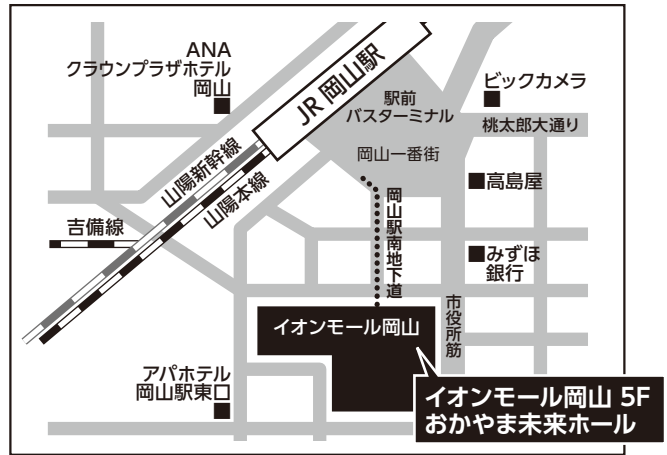 ANA
クラウンプラザホテル
岡山
JR 岡山駅
駅前
バスターミナル
ビックカメラ
桃太郎大通り
岡山一番街
山陽新幹線
山陽本線
高島屋
岡山駅南地下道
吉備線
みずほ
銀行
市役所筋
イオンモール岡山
アパホテル
岡山駅東口
イオンモール岡山 5F
おかやま未来ホール